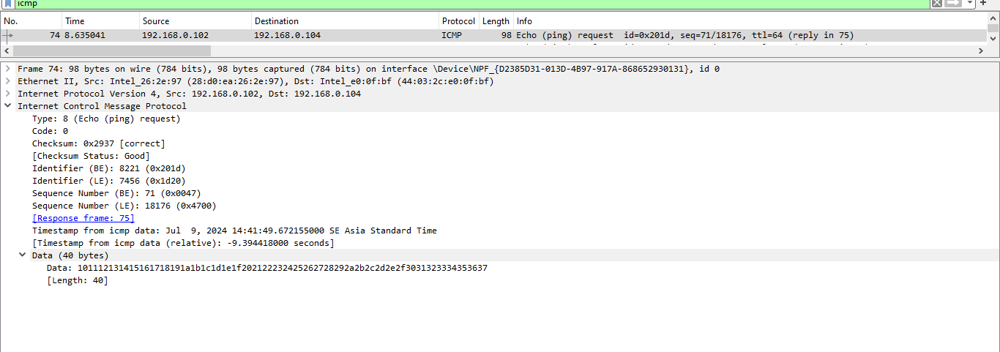 icmp
No. Time Source Destination Protocol Length Info
74 8.635041 192.168.0.102 192.168.0.104 ICMP 98 Echo (ping) request id=0x201d, seq=71/18176, ttl=64 (reply in 75)
Frame 74: 98 bytes on wire (784 bits), 98 bytes captured (784 bits) on interface \Device\NPF_{D2385D31-013D-4B97-917A-868652930131}, id 0
Ethernet II, Src: Intel_26:2e:97 (28:d0:ea:26:2e:97), Dst: Intel_e0:0f:bf (44:03:2c:e0:0f:bf)
Internet Protocol Version 4, Src: 192.168.0.102, Dst: 192.168.0.104
Internet Control Message Protocol
Type: 8 (Echo (ping) request)
Code: 0
Checksum: 0x2937 [correct]
[Checksum Status: Good]
Identifier (BE): 8221 (0x201d)
Identifier (LE): 7456 (0x1d20)
Sequence Number (BE): 71 (0x0047)
Sequence Number (LE): 18176 (0x4700)
[Response frame: 75]
Timestamp from icmp data: Jul  9, 2024 14:41:49.672155000 SE Asia Standard Time
[Timestamp from icmp data (relative): -9.394418000 seconds]
Data (40 bytes)
Data: 101112131415161718191a1b1c1d1e1f202122232425262728292a2b2c2d2e2f3031323334353637
[Length: 40]